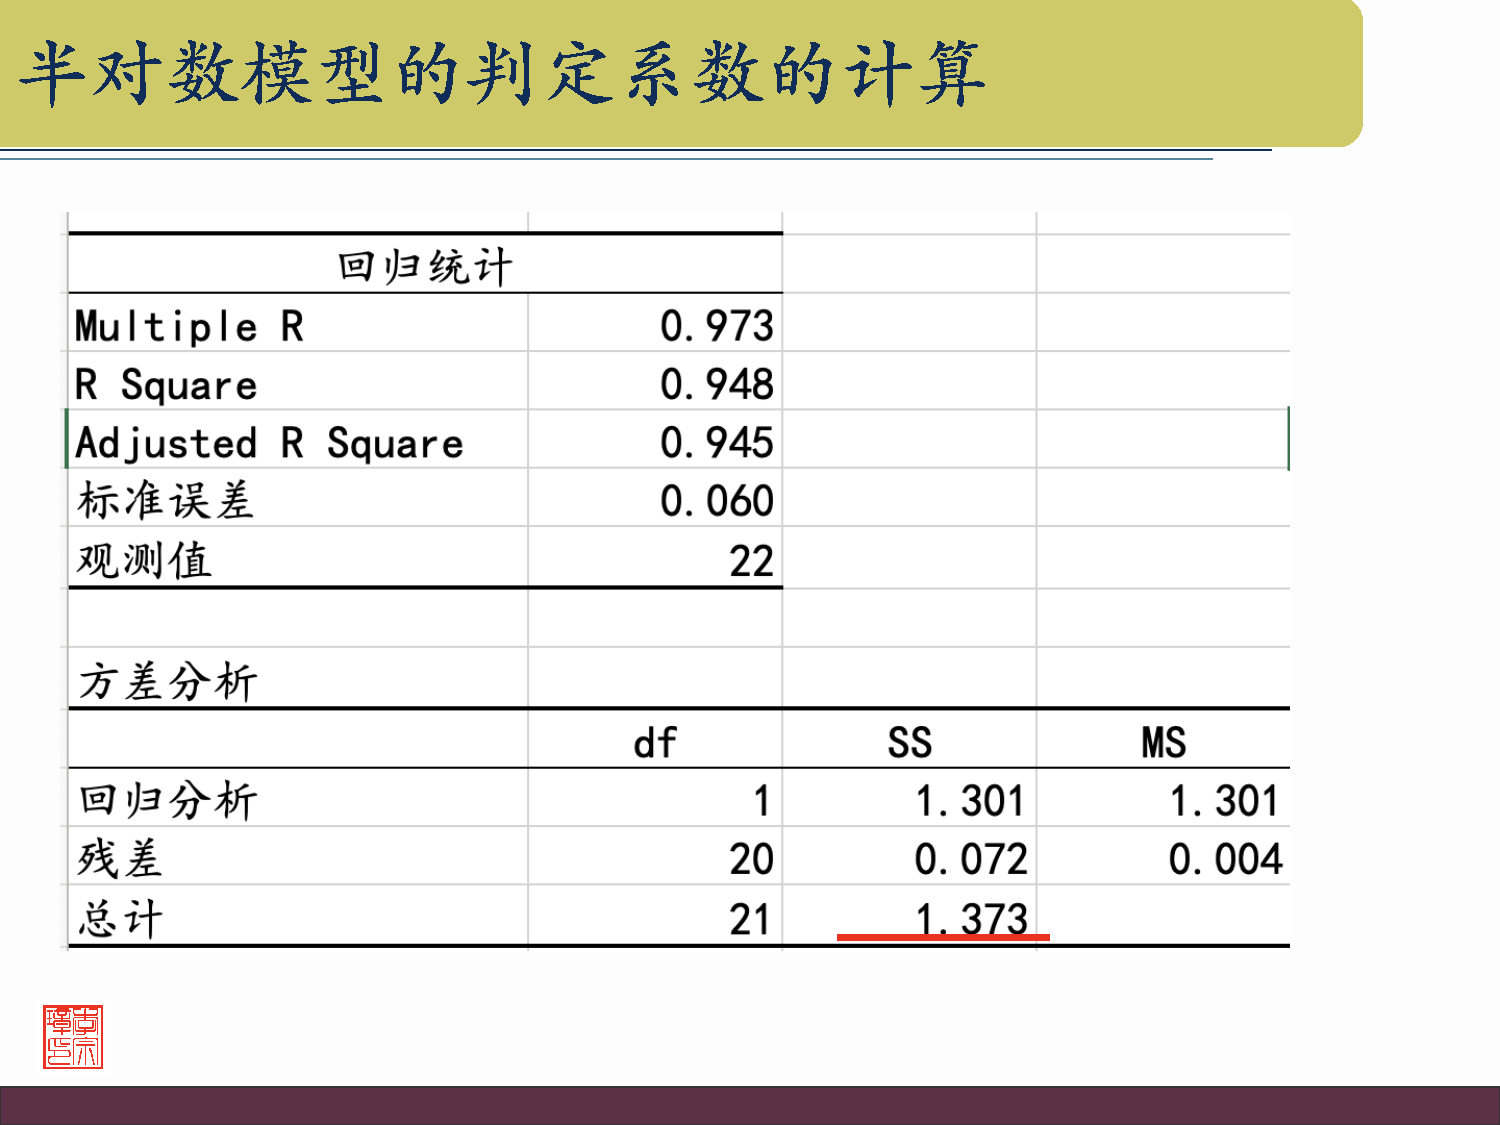 半对数模型的判定系数的计算
回归统计
Multiple R 0.973
R Square 0.948
Adjusted R Square 0.945
标准误差 0.060
观测值 22
方差分析
df SS MS
回归分析 1 1.301 1.301
残差 20 0.072 0.004
总计 21 1.373